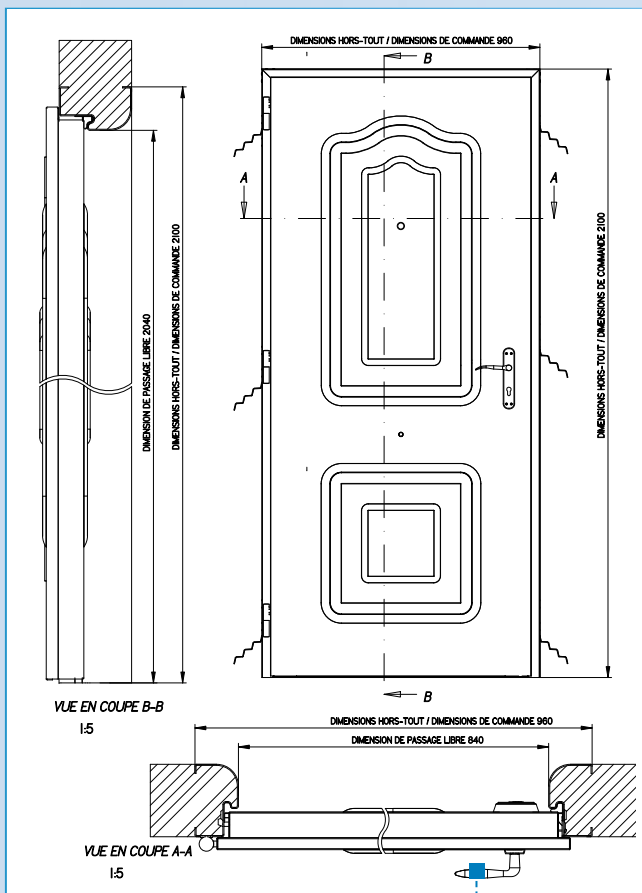 DIMENSIONS HORS-TOUT / DIMENSIONS DE COMMANDE 960
B
A
A
DIMENSION DE PASSAGE LIBRE 2040
DIMENSIONS HORS-TOUT / DIMENSIONS DE COMMANDE 2100
DIMENSIONS HORS-TOUT / DIMENSIONS DE COMMANDE 2100
B
VUE EN COUPE B-B
1:5
DIMENSIONS HORS-TOUT / DIMENSIONS DE COMMANDE 960
DIMENSION DE PASSAGE LIBRE 840
VUE EN COUPE A-A
1:5